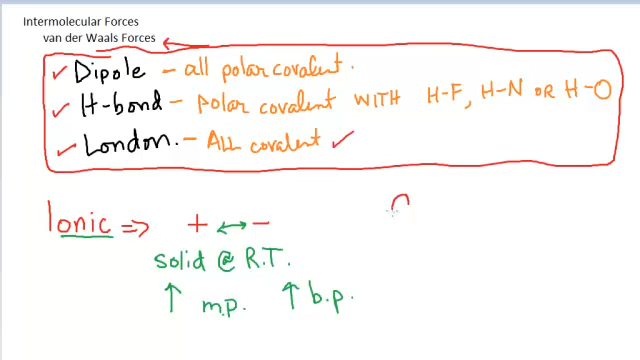 Intermolecular Forces
van der Waals Forces
✓ Dipole – all polar covalent.
✓ H-bond – Polar covalent WITH H-F, H-N OR H-O
✓ London. – ALL covalent ✓
Ionic ⇒ + ↔ –
solid @ R.T.
↑ m.p. ↑ b.p.